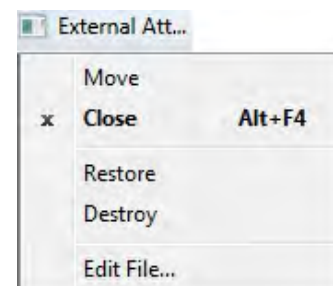 External Att...
Move
x Close Alt+F4
Restore
Destroy
Edit File...